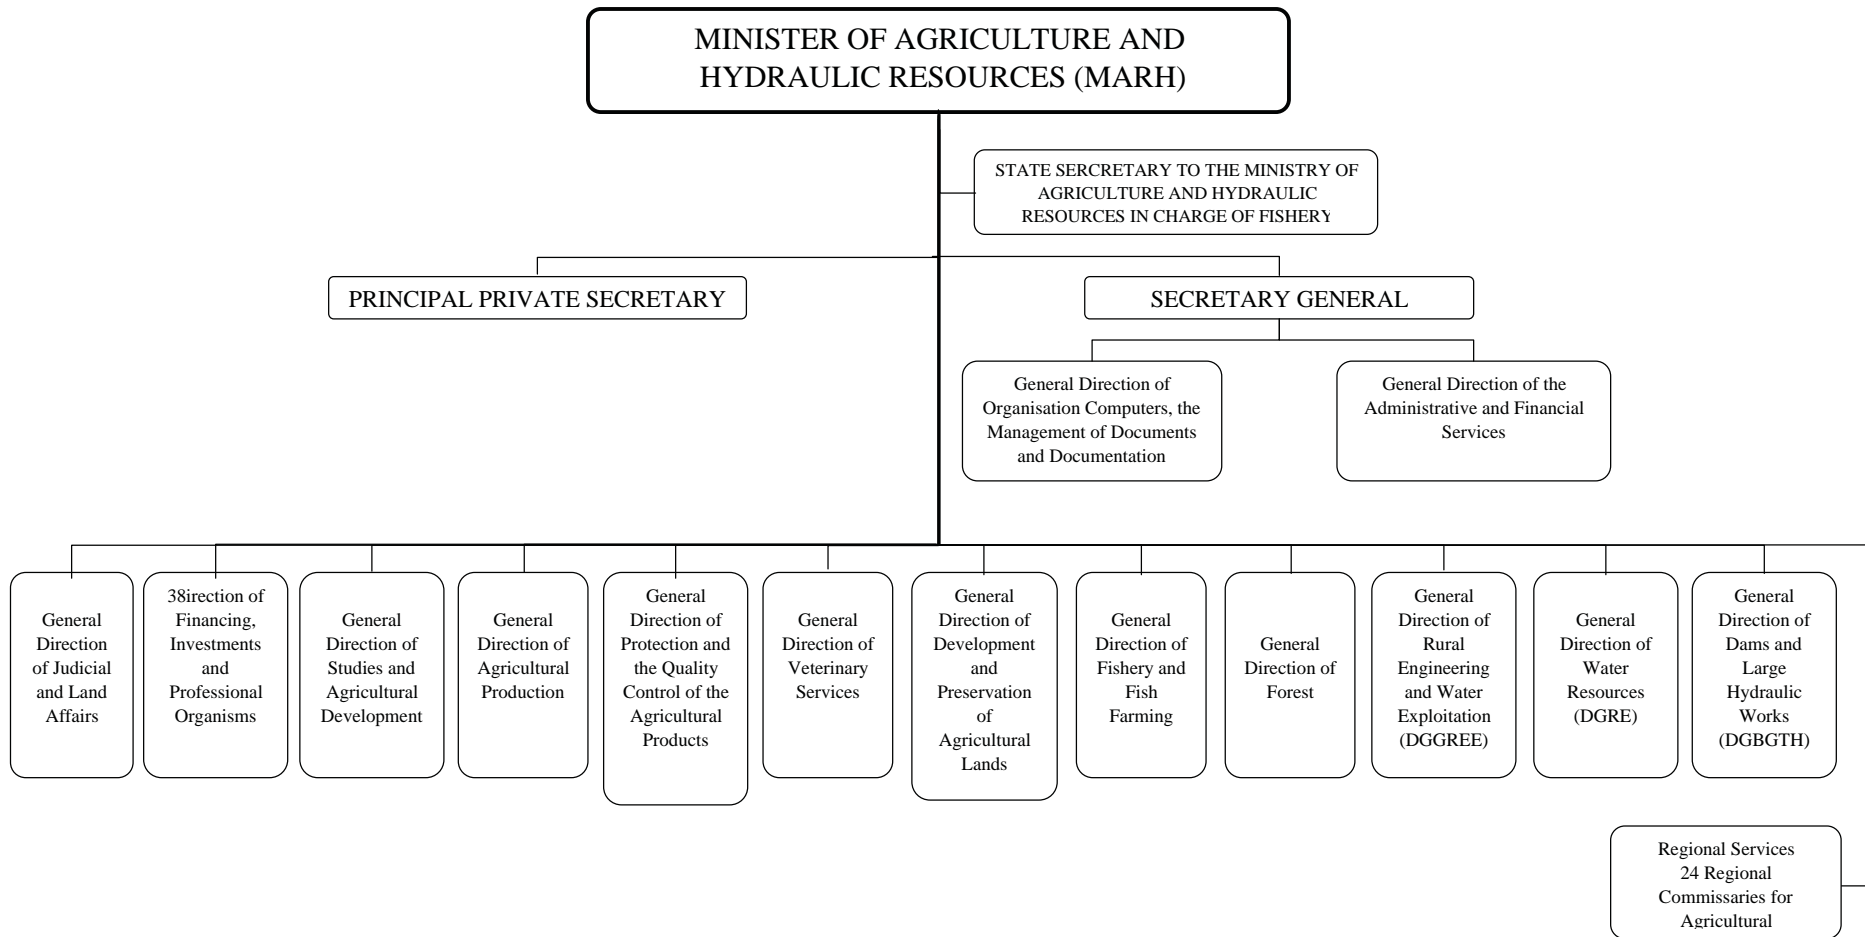 MINISTER OF AGRICULTURE AND
HYDRAULIC RESOURCES (MARH)
STATE SERCRETARY TO THE MINISTRY OF
AGRICULTURE AND HYDRAULIC
RESOURCES IN CHARGE OF FISHERY
PRINCIPAL PRIVATE SECRETARY
SECRETARY GENERAL
General Direction of
Organisation Computers, the
Management of Documents
and Documentation
General Direction of the
Administrative and Financial
Services
General
Direction
of Judicial
and Land
Affairs
38irection of
Financing,
Investments
and
Professional
Organisms
General
Direction of
Studies and
Agricultural
Development
General
Direction of
Agricultural
Production
General
Direction of
Protection and
the Quality
Control of the
Agricultural
Products
General
Direction of
Veterinary
Services
General
Direction of
Development
and
Preservation
of
Agricultural
Lands
General
Direction of
Fishery and
Fish
Farming
General
Direction of
Forest
General
Direction of
Rural
Engineering
and Water
Exploitation
(DGGREE)
General
Direction of
Water
Resources
(DGRE)
General
Direction of
Dams and
Large
Hydraulic
Works
(DGBGTH)
Regional Services
24 Regional
Commissaries for
Agricultural